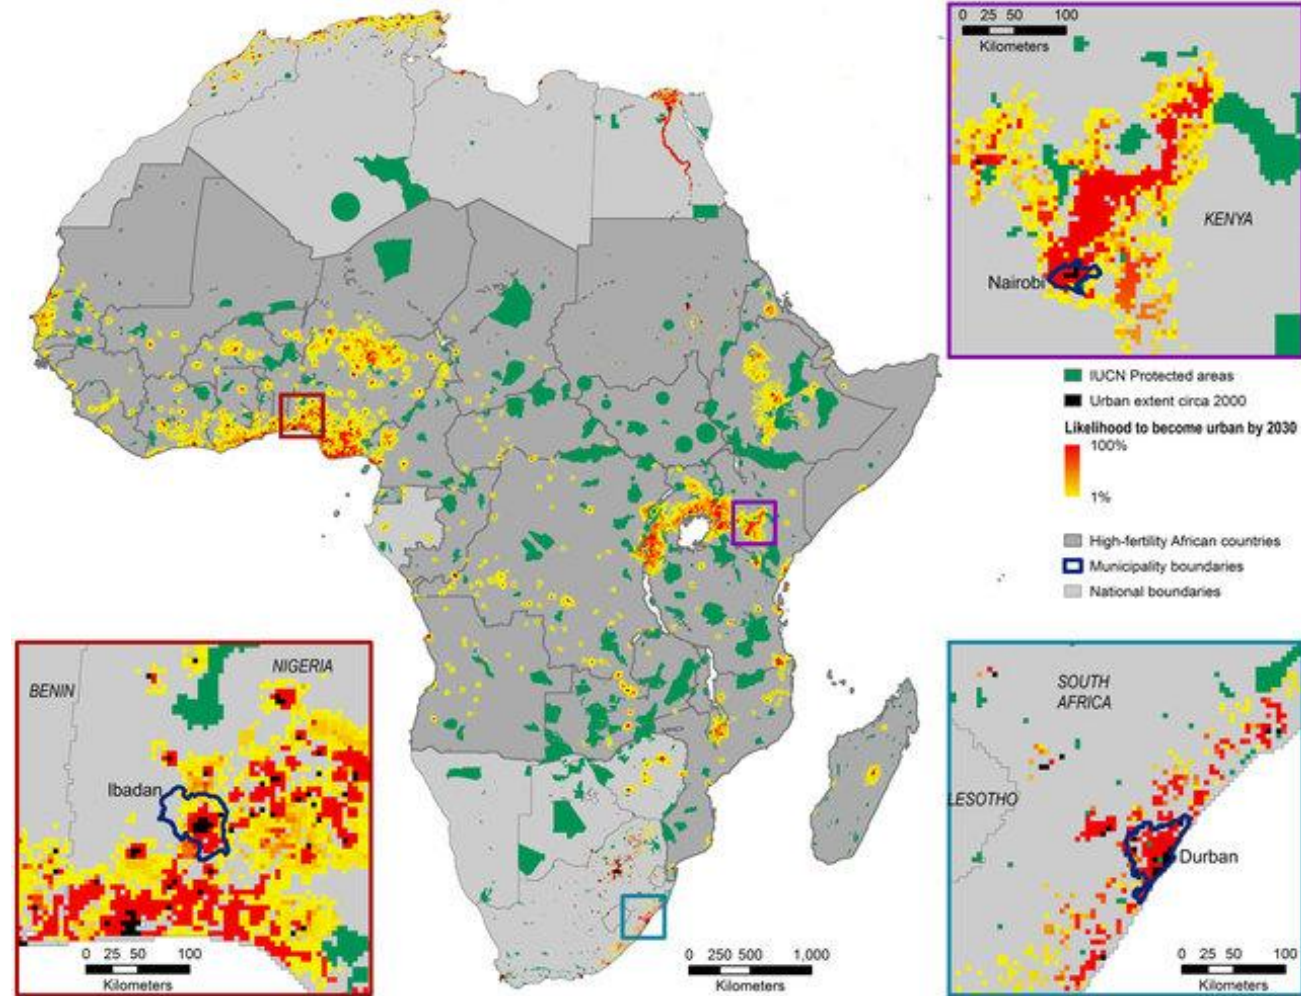 0 25 50 100
Kilometers
KENYA
Nairobi
IUCN Protected areas
Urban extent circa 2000
Likelihood to become urban by 2030
100%
1%
High-fertility African countries
Municipality boundaries
National boundaries
BENIN
NIGERIA
Ibadan
0 25 50 100
Kilometers
0 250 500 1,000
Kilometers
SOUTH
AFRICA
LESOTHO
Durban
0 25 50 100
Kilometers